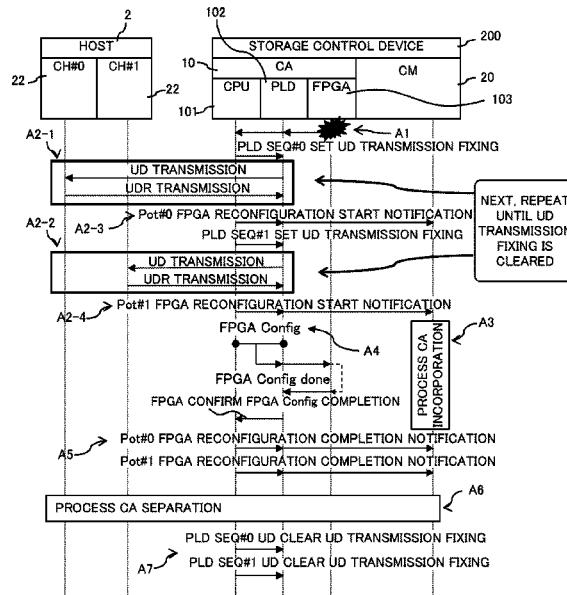 2
102
200
HOST
STORAGE CONTROL DEVICE
22
CH#0
CH#1
10
CA
CM
22
CPU
PLD
FPGA
20
101
103
A1
A2-1
PLD SEQ#0 SET UD TRANSMISSION FIXING
UD TRANSMISSION
UDR TRANSMISSION
NEXT, REPEAT
UNTIL UD
TRANSMISSION
FIXING IS
CLEARED
A2-2
A2-3
Pot#0 FPGA RECONFIGURATION START NOTIFICATION
PLD SEQ#1 SET UD TRANSMISSION FIXING
UD TRANSMISSION
UDR TRANSMISSION
A2-4
Pot#1 FPGA RECONFIGURATION START NOTIFICATION
FPGA Config
A4
A3
PROCESS CA
INCORPORATION
FPGA Config done
FPGA CONFIRM FPGA Config COMPLETION
A5
Pot#0 FPGA RECONFIGURATION COMPLETION NOTIFICATION
Pot#1 FPGA RECONFIGURATION COMPLETION NOTIFICATION
A6
PROCESS CA SEPARATION
PLD SEQ#0 UD CLEAR UD TRANSMISSION FIXING
A7
PLD SEQ#1 UD CLEAR UD TRANSMISSION FIXING